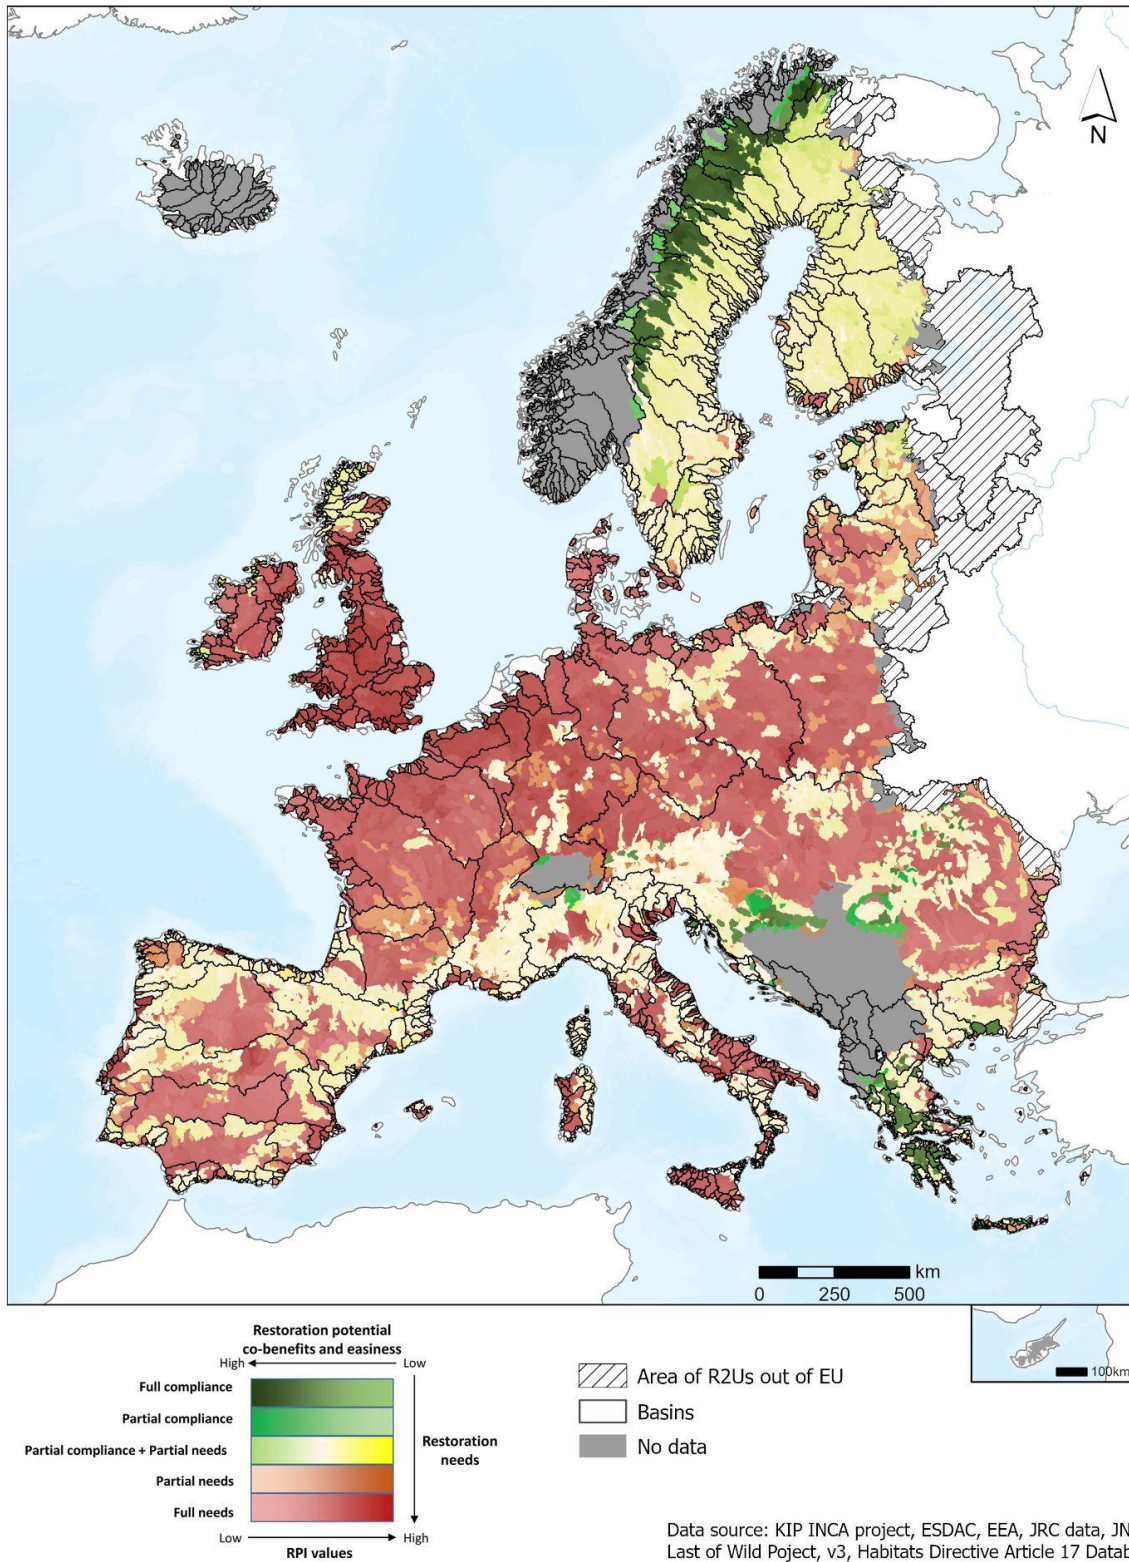 N
km
0 250 500
100km
Restoration potential
co-benefits and easiness
High Low
Full compliance
Partial compliance
Partial compliance + Partial needs
Partial needs
Full needs
Restoration
needs
Low High
RPI values
Area of R2Us out of EU
Basins
No data
Data source: KIP INCA project, ESDAC, EEA, JRC data, JN
Last of Wild Poject, v3, Habitats Directive Article 17 Datab